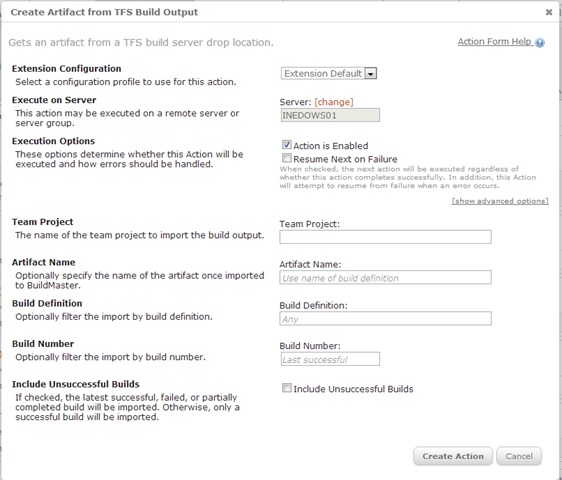 Create Artifact from TFS Build Output
Gets an artifact from a TFS build server drop location.
Action Form Help
Extension Configuration
Select a configuration profile to use for this action.
Extension Default
Execute on Server
This action may be executed on a remote server or
server group.
Server: [change]
INEDOWS01
Execution Options
These options determine whether this Action will be
executed and how errors should be handled.
Action is Enabled
Resume Next on Failure
When checked, the next action will be executed regardless of
whether this action completes successfully. In addition, this Action
will attempt to resume from failure when an error occurs.
[show advanced options]
Team Project
The name of the team project to import the build output.
Team Project:
Artifact Name
Optionally specify the name of the artifact once imported
to BuildMaster.
Artifact Name:
Use name of build definition
Build Definition
Optionally filter the import by build definition.
Build Definition:
Any
Build Number
Optionally filter the import by build number.
Build Number:
Last successful
Include Unsuccessful Builds
If checked, the latest successful, failed, or partially
completed build will be imported. Otherwise, only a
successful build will be imported.
Include Unsuccessful Builds
Create Action
Cancel